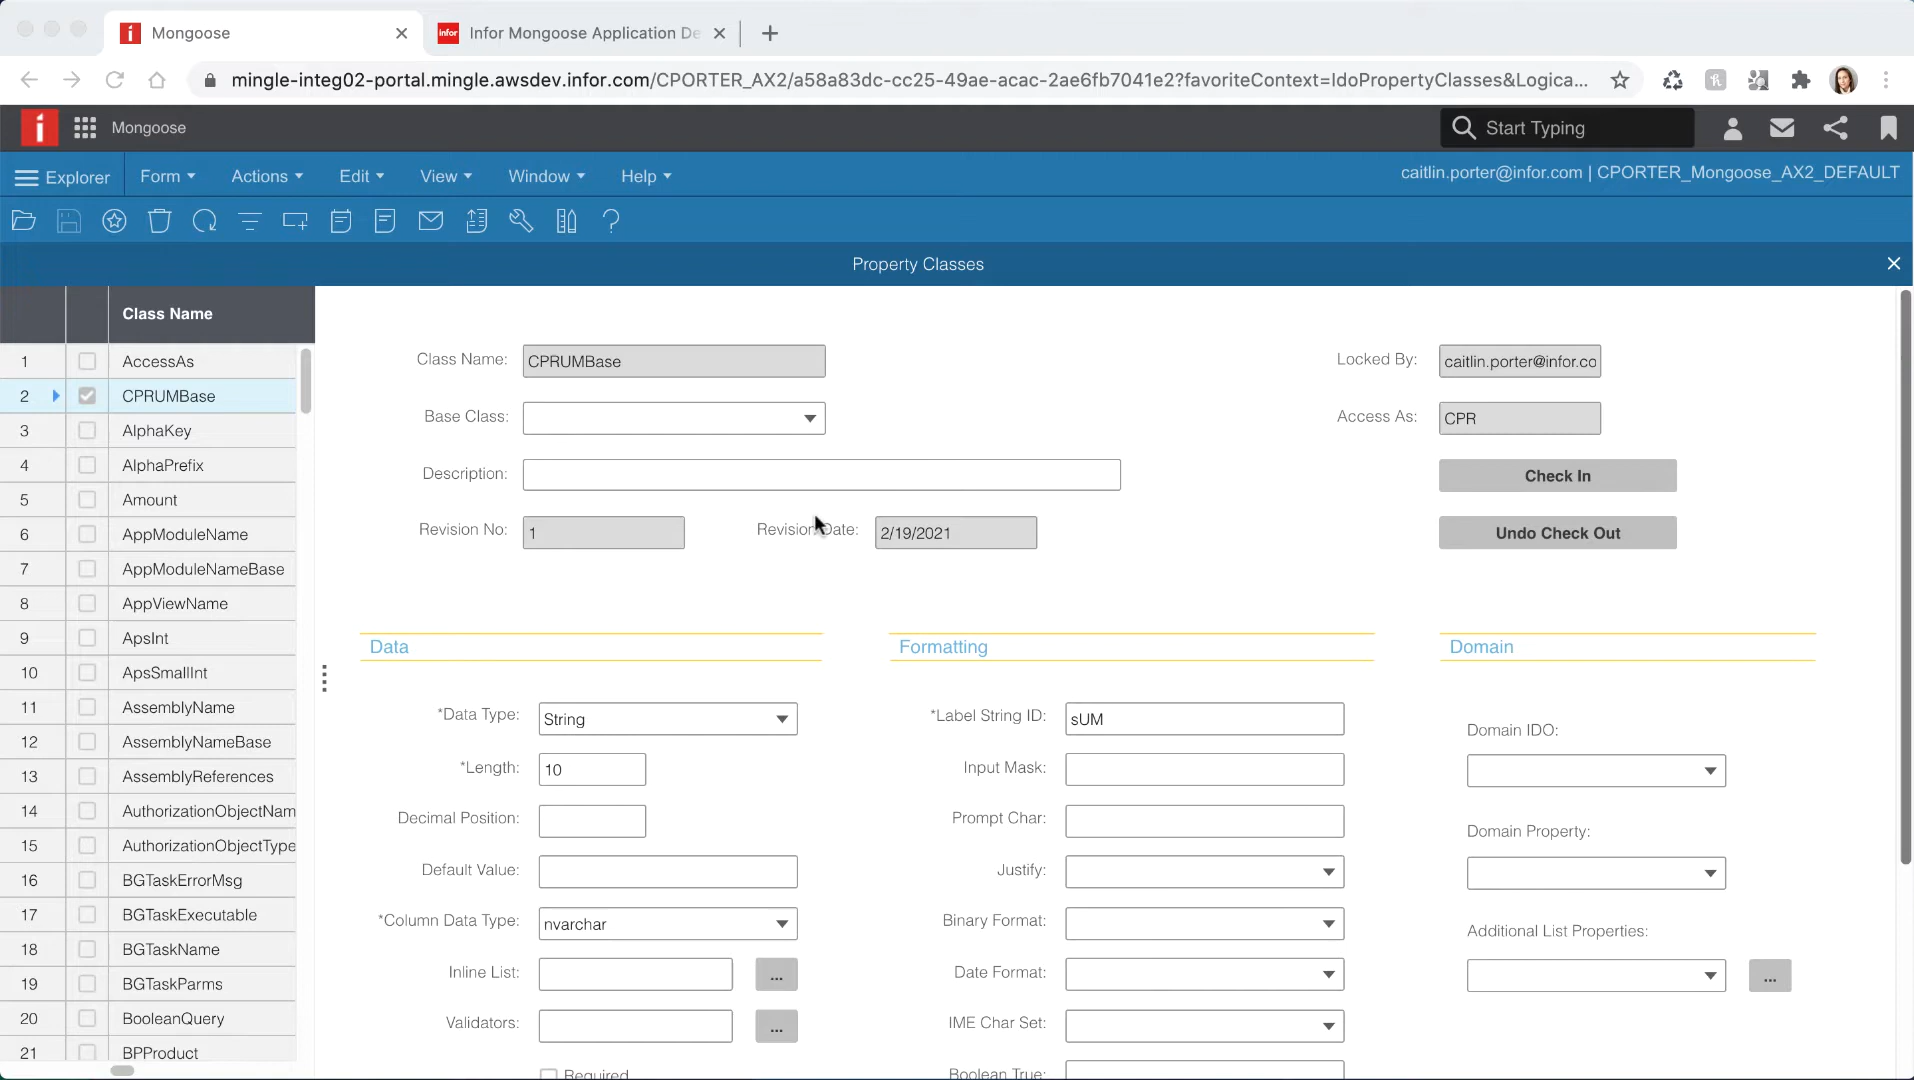 Mongoose
Infor Mongoose Application De
mingle-integ02-portal.mingle.awsdev.infor.com/CPORTER_AX2/a58a83dc-cc25-49ae-acac-2ae6fb7041e2?favoriteContext=IdoPropertyClasses&Logica...
Mongoose
Start Typing
Explorer Form Actions Edit View Window Help
caitlin.porter@infor.com | CPORTER_Mongoose_AX2_DEFAULT
Property Classes
Class Name
1 AccessAs
2 CPRUMBase
3 AlphaKey
4 AlphaPrefix
5 Amount
6 AppModuleName
7 AppModuleNameBase
8 AppViewName
9 ApsInt
10 ApsSmallInt
11 AssemblyName
12 AssemblyNameBase
13 AssemblyReferences
14 AuthorizationObjectNam
15 AuthorizationObjectType
16 BGTaskErrorMsg
17 BGTaskExecutable
18 BGTaskName
19 BGTaskParms
20 BooleanQuery
21 BPProduct
Class Name: CPRUMBase
Base Class:
Description:
Revision No: 1
Revision Date: 2/19/2021
Locked By: caitlin.porter@infor.co
Access As: CPR
Check In
Undo Check Out
Data
*Data Type: String
*Length: 10
Decimal Position:
Default Value:
*Column Data Type: nvarchar
Inline List: ...
Validators: ...
Required
Formatting
*Label String ID: sUM
Input Mask:
Prompt Char:
Justify:
Binary Format:
Date Format:
IME Char Set:
Boolean True:
Domain
Domain IDO:
Domain Property:
Additional List Properties:
...